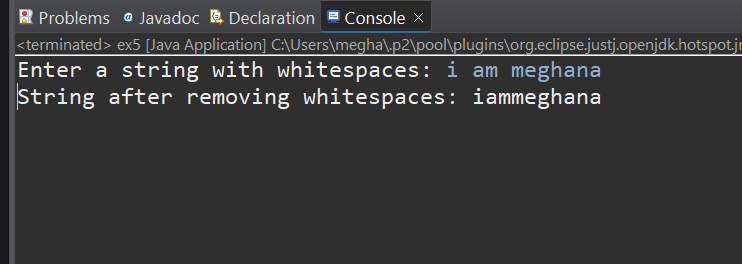 Problems @ Javadoc Declaration Console
<terminated> ex5 [Java Application] C:\Users\megha\.p2\pool\plugins\org.eclipse.justj.openjdk.hotspot.jr
Enter a string with whitespaces: i am meghana
String after removing whitespaces: iammeghana